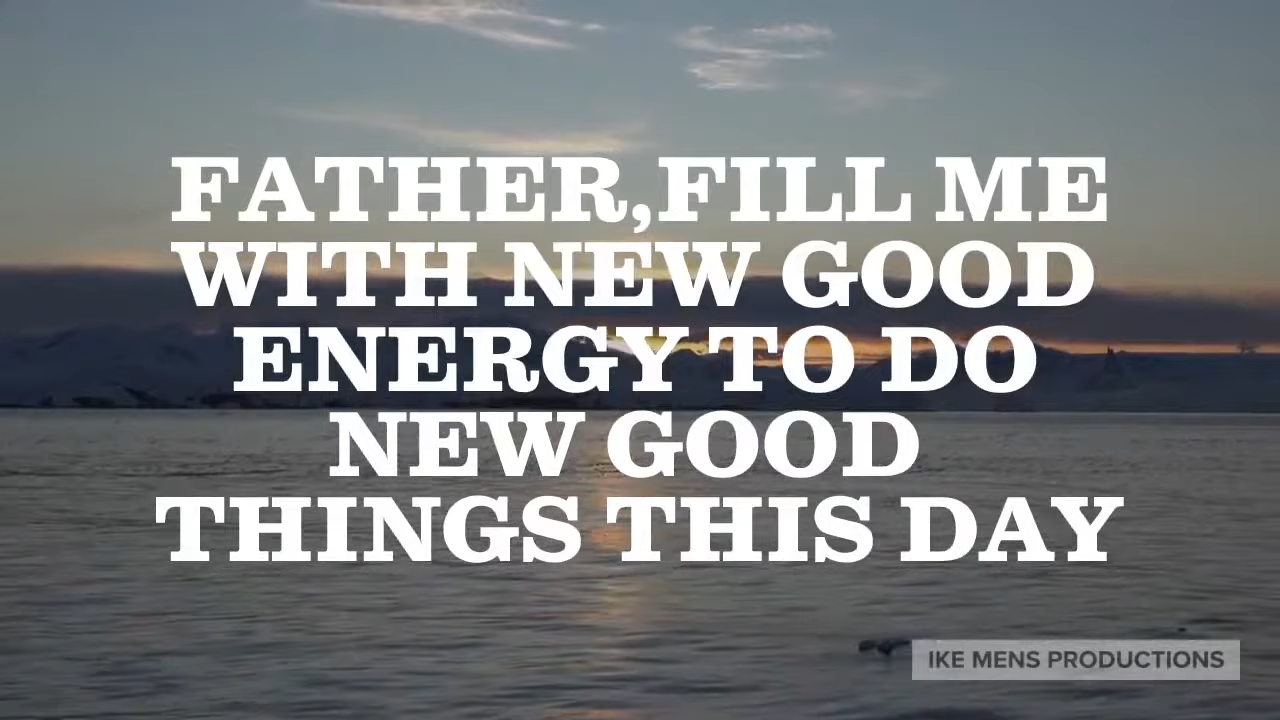 FATHER,FILL ME
WITH NEW GOOD
ENERGY TO DO
NEW GOOD
THINGS THIS DAY
IKE MENS PRODUCTIONS